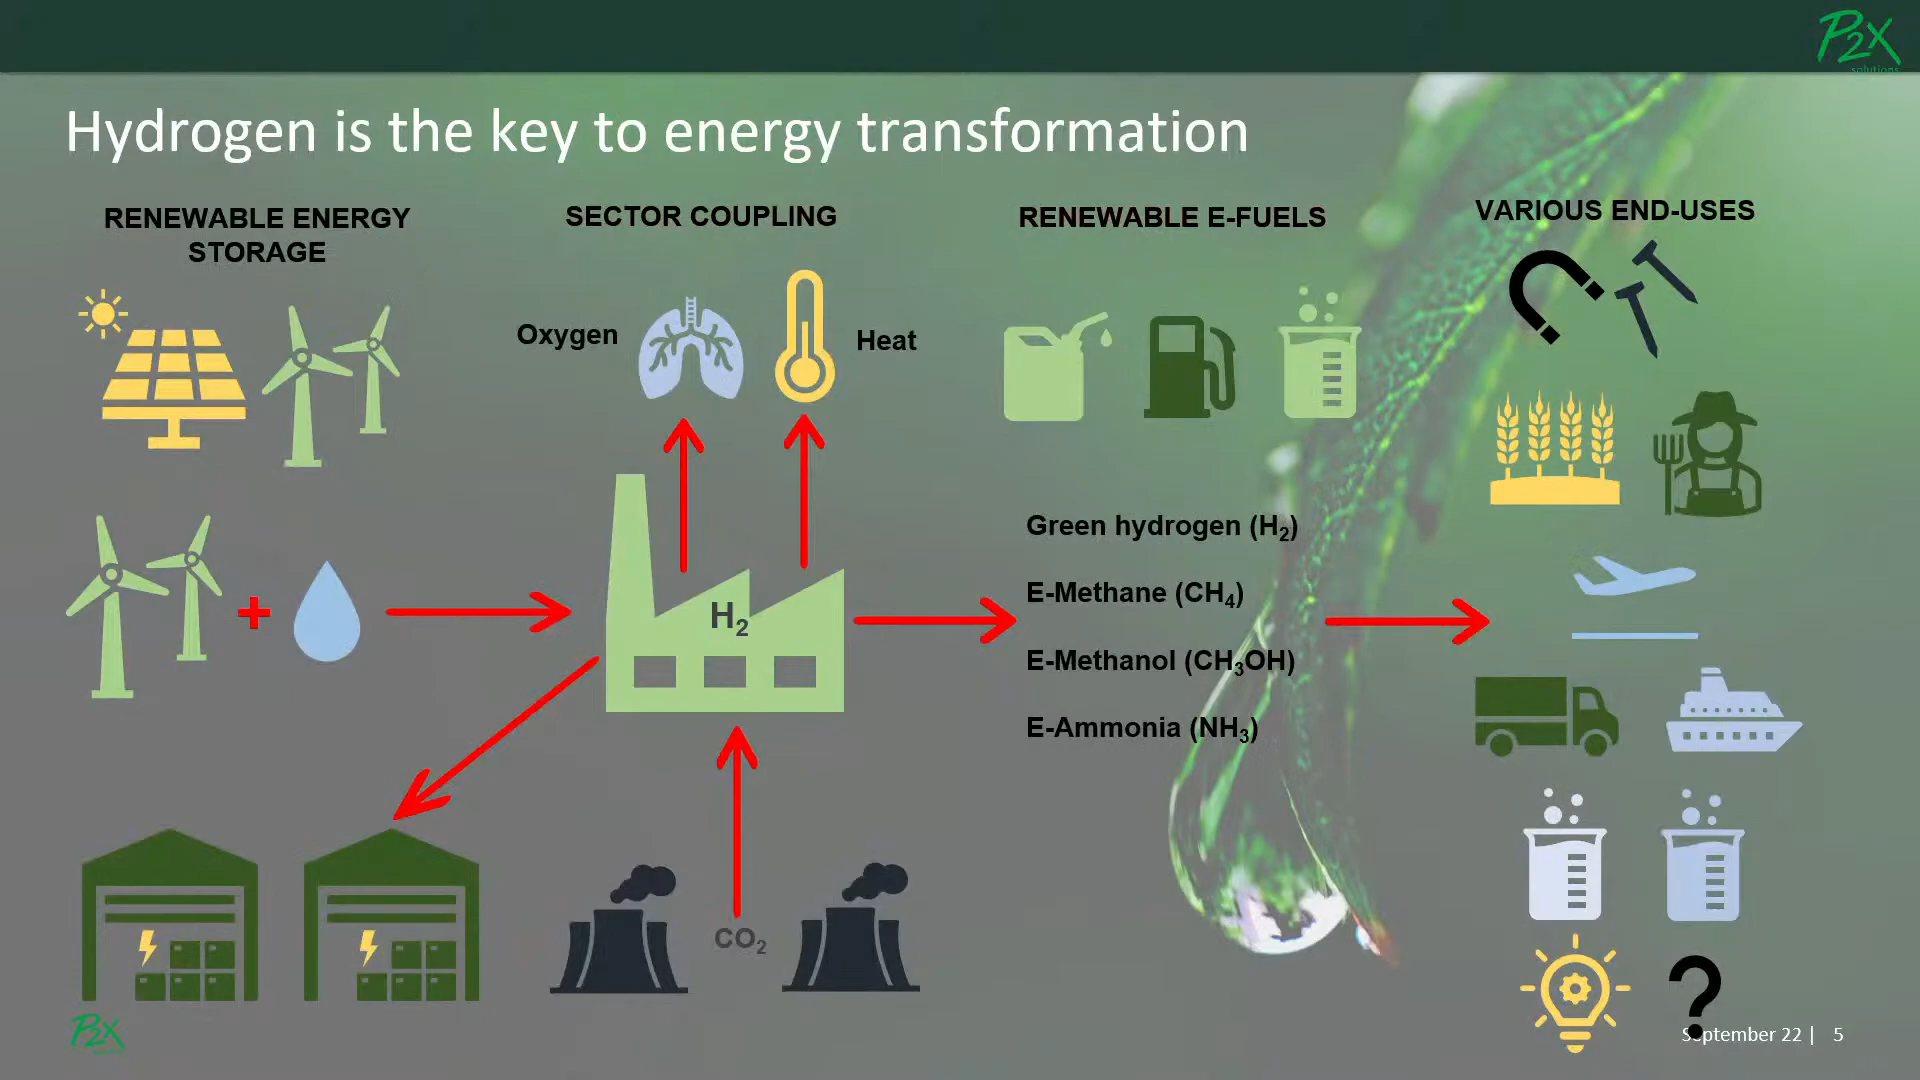 P2X
solutions
Hydrogen is the key to energy transformation
RENEWABLE ENERGY
STORAGE
SECTOR COUPLING
RENEWABLE E-FUELS
VARIOUS END-USES
Oxygen
Heat
+
H₂
Green hydrogen (H₂)
E-Methane (CH₄)
E-Methanol (CH₃OH)
E-Ammonia (NH₃)
CO₂
?
P2X
September 22 | 5